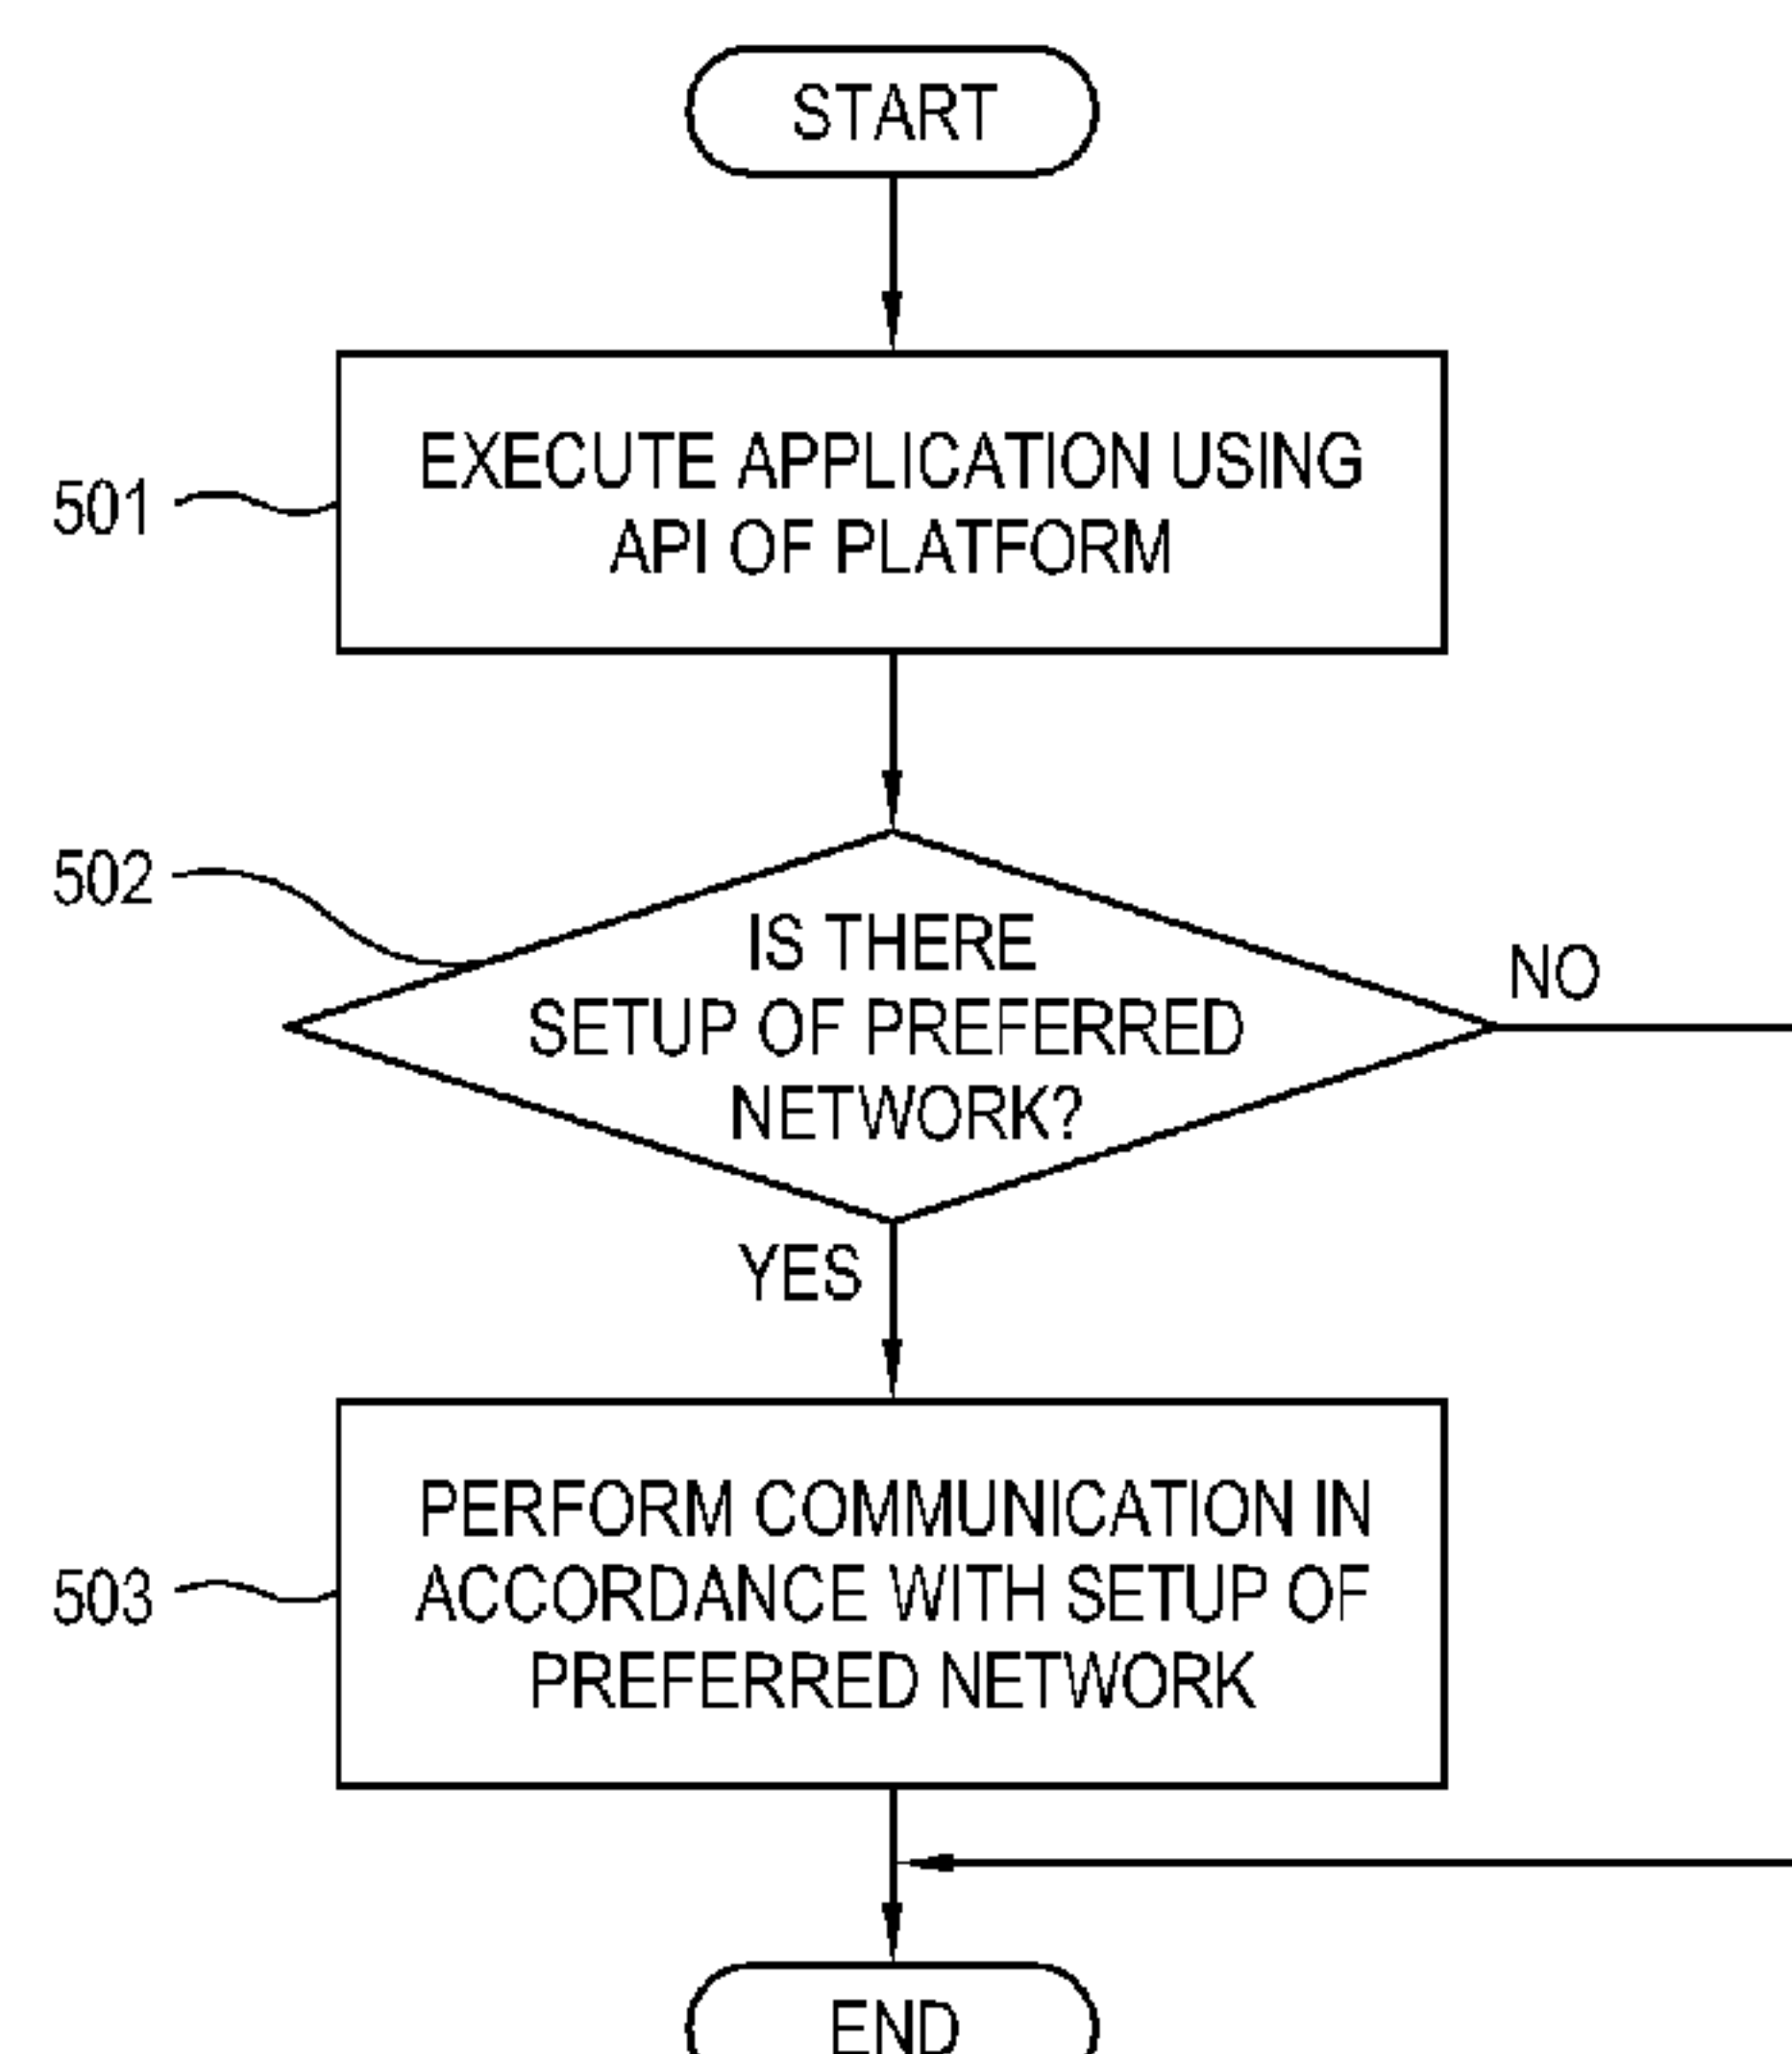 START
501
EXECUTE APPLICATION USING
API OF PLATFORM
502
IS THERE
SETUP OF PREFERRED
NETWORK?
NO
YES
503
PERFORM COMMUNICATION IN
ACCORDANCE WITH SETUP OF
PREFERRED NETWORK
END